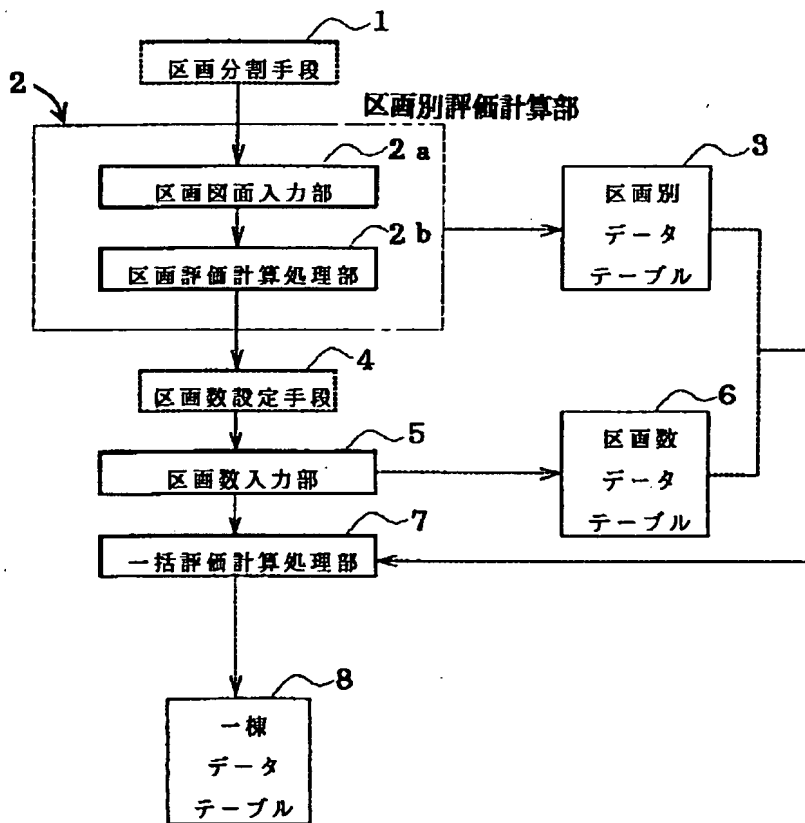 1
区画分割手段
2
区画別評価計算部
2a
区画図面入力部
2b
区画評価計算処理部
3
区画別
データ
テーブル
4
区画数設定手段
5
区画数入力部
6
区画数
データ
テーブル
7
一括評価計算処理部
8
一棟
データ
テーブル